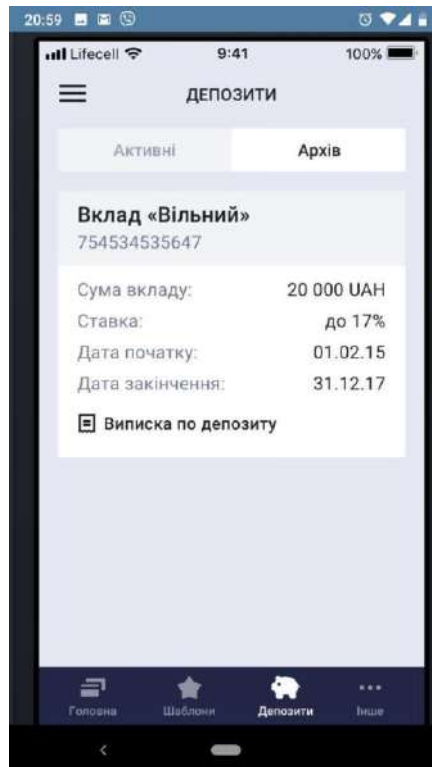 20:59
Lifecell 9:41 100%
ДЕПОЗИТИ
Активні Архів
Вклад «Вільний»
754534535647
Сума вкладу: 20 000 UAH
Ставка: до 17%
Дата початку: 01.02.15
Дата закінчення: 31.12.17
Виписка по депозиту
Головна Шаблони Депозити Інше